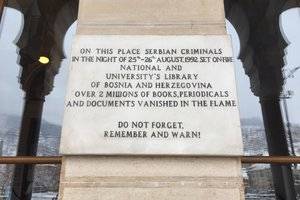 ON THIS PLACE SERBIAN CRIMINALS
IN THE NIGHT OF 25TH-26TH AUGUST, 1992. SET ON FIRE
NATIONAL AND
UNIVERSITY'S LIBRARY
OF BOSNIA AND HERZEGOVINA
OVER 2 MILLIONS OF BOOKS, PERIODICALS
AND DOCUMENTS VANISHED IN THE FLAME
DO NOT FORGET,
REMEMBER AND WARN!